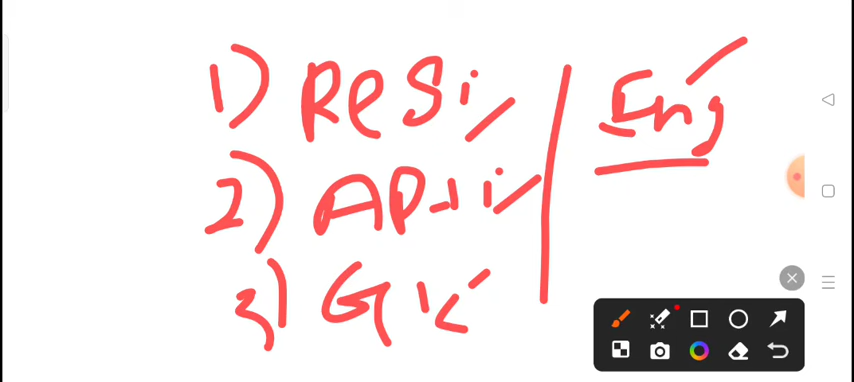 1) ReSi
2) APti
3) GK
Eng